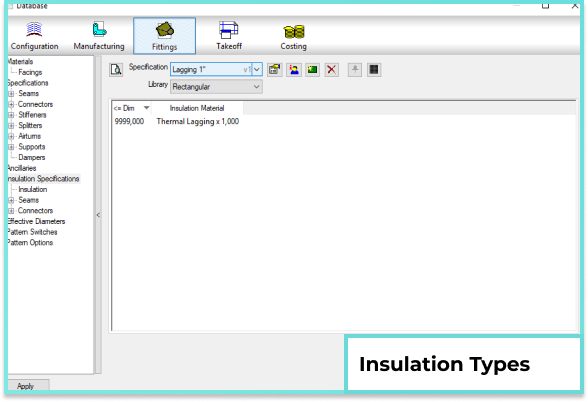 Database
Configuration
Manufacturing
Fittings
Takeoff
Costing
Materials
Facings
Specifications
Seams
Connectors
Stiffeners
Splitters
Airturns
Supports
Dampers
Ancillaries
Insulation Specifications
Insulation
Seams
Connectors
Effective Diameters
Pattern Switches
Pattern Options
Specification Lagging 1" v1
Library Rectangular
<= Dim Insulation Material
9999,000 Thermal Lagging x 1,000
<
Insulation Types
Apply